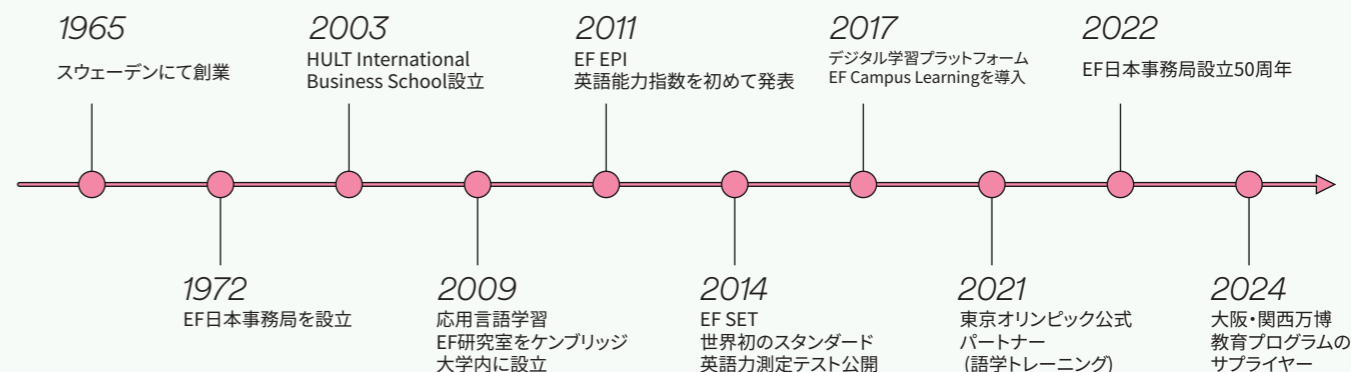 1965
スウェーデンにて創業
1972
EF日本事務局を設立
2003
HULT International
Business School設立
2009
応用言語学習
EF研究室をケンブリッジ
大学内に設立
2011
EF EPI
英語能力指数を初めて発表
2014
EF SET
世界初のスタンダード
英語力測定テスト公開
2017
デジタル学習プラットフォーム
EF Campus Learningを導入
2021
東京オリンピック公式
パートナー
(語学トレーニング)
2022
EF日本事務局設立50周年
2024
大阪・関西万博
教育プログラムの
サプライヤー